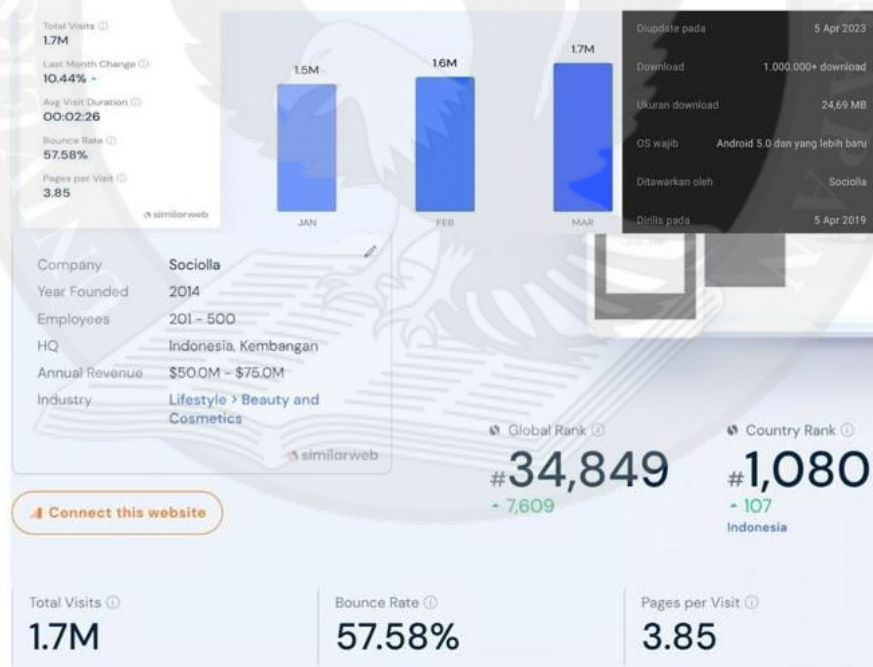 Total Visits
1.7M
Last Month Change
10.44%
Avg Visit Duration
00:02:26
Bounce Rate
57.58%
Pages per Visit
3.85
similarweb
1.5M
1.6M
1.7M
JAN
FEB
MAR
Diupdate pada 5 Apr 2023
Download 1.000.000+ download
Ukuran download 24,69 MB
OS wajib Android 5.0 dan yang lebih baru
Ditawarkan oleh Sociolla
Dirilis pada 5 Apr 2019
Company Sociolla
Year Founded 2014
Employees 201 - 500
HQ Indonesia, Kembangan
Annual Revenue $50.0M - $75.0M
Industry Lifestyle > Beauty and
Cosmetics
similarweb
Connect this website
Global Rank
#34,849
7,609
Country Rank
#1,080
107
Indonesia
Total Visits
1.7M
Bounce Rate
57.58%
Pages per Visit
3.85